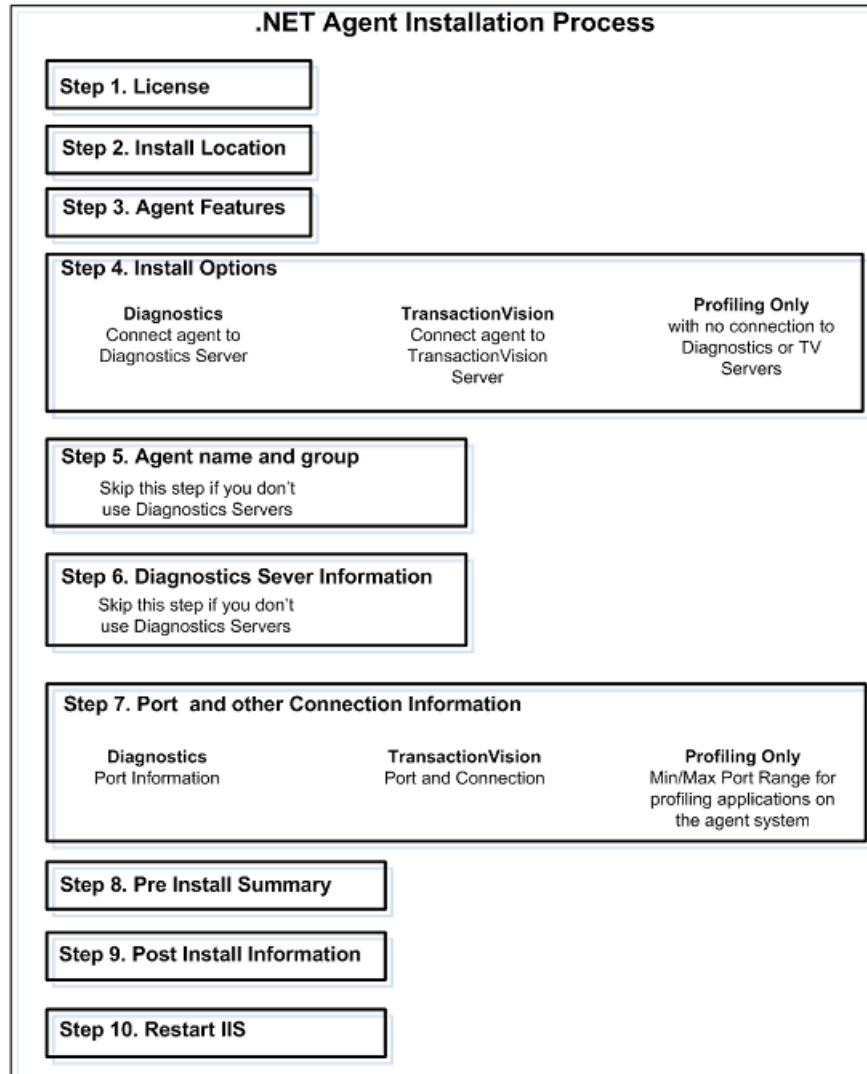 .NET Agent Installation Process
Step 1. License
Step 2. Install Location
Step 3. Agent Features
Step 4. Install Options
Diagnostics
Connect agent to
Diagnostics Server
TransactionVision
Connect agent to
TransactionVision
Server
Profiling Only
with no connection to
Diagnostics or TV
Servers
Step 5. Agent name and group
Skip this step if you don't
use Diagnostics Servers
Step 6. Diagnostics Sever Information
Skip this step if you don't
use Diagnostics Servers
Step 7. Port  and other Connection Information
Diagnostics
Port Information
TransactionVision
Port and Connection
Profiling Only
Min/Max Port Range for
profiling applications on
the agent system
Step 8. Pre Install Summary
Step 9. Post Install Information
Step 10. Restart IIS